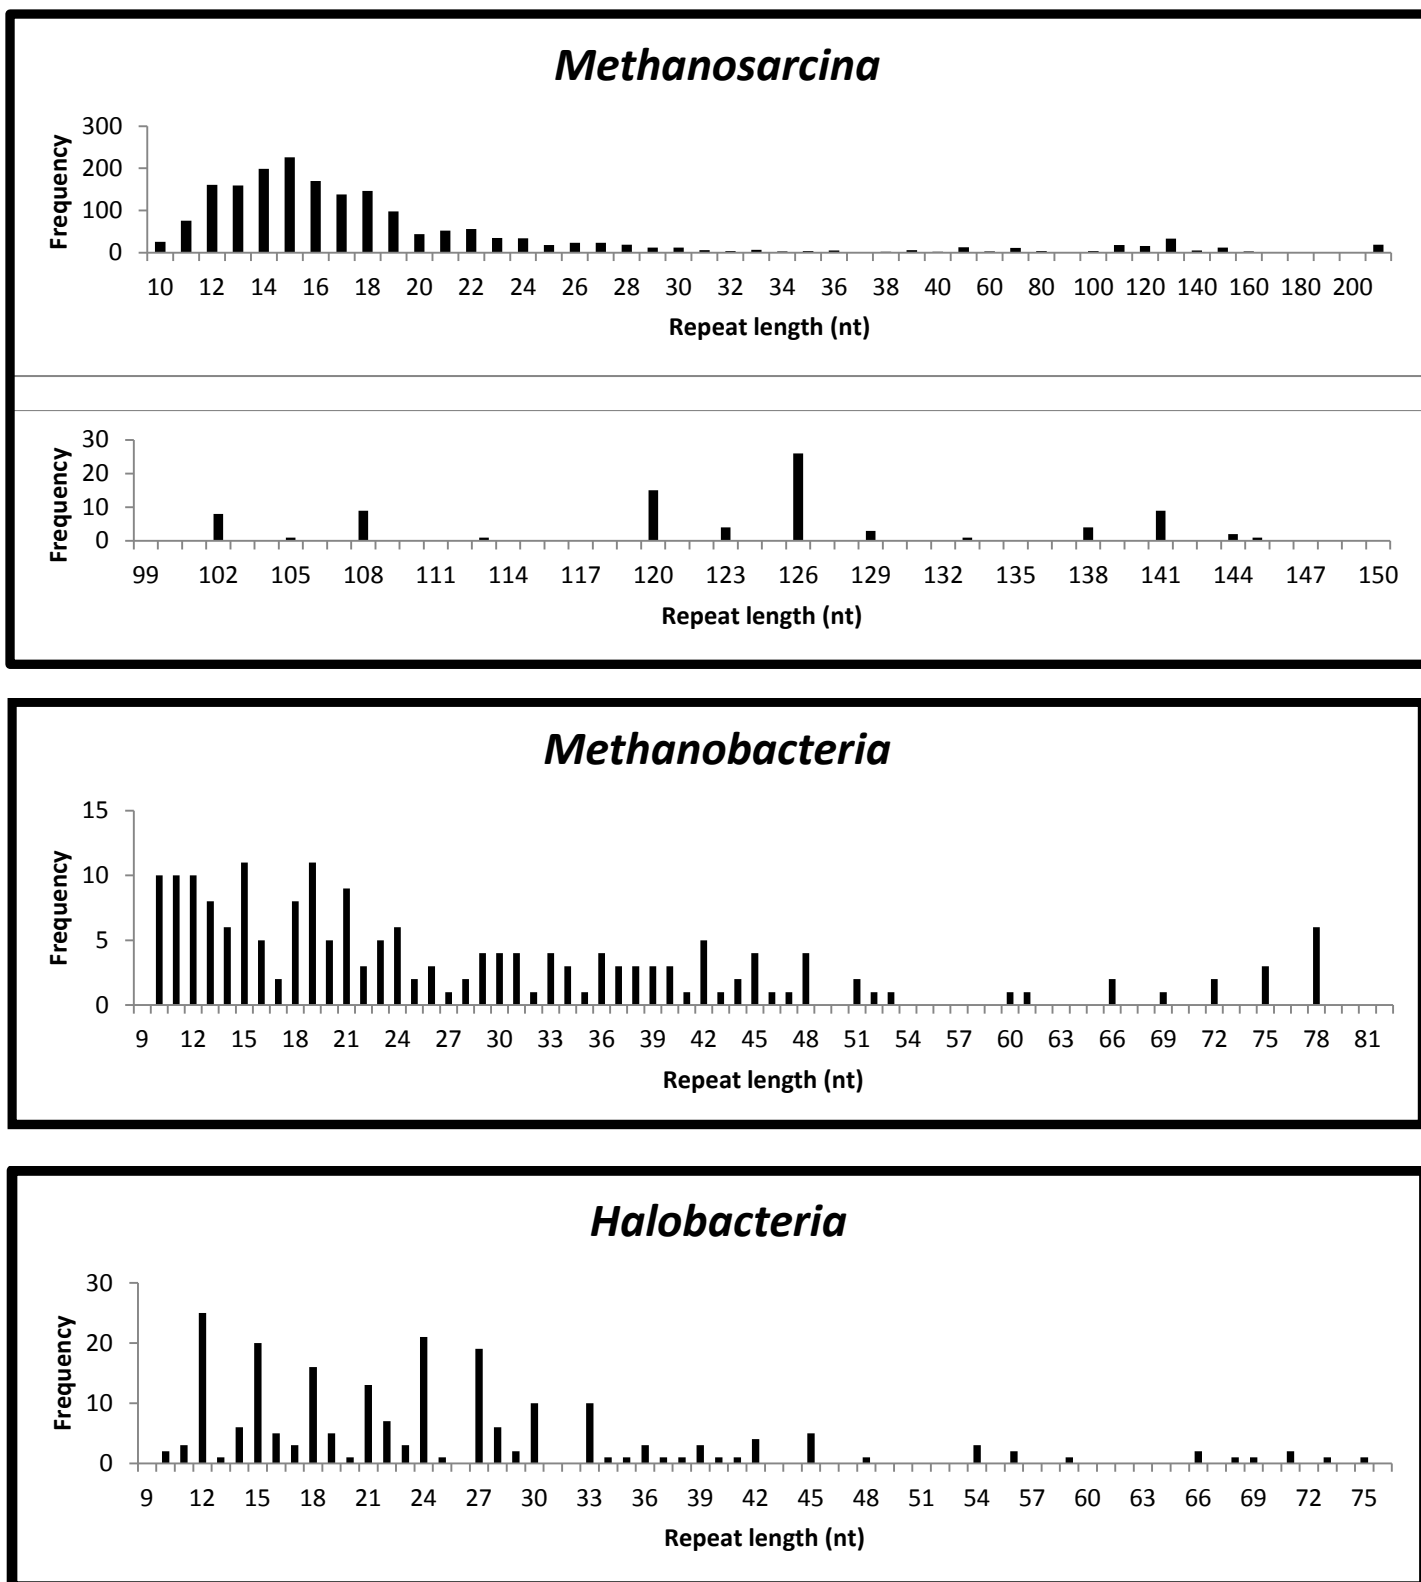 Methanosarcina
Frequency
300
200
100
0
10 12 14 16 18 20 22 24 26 28 30 32 34 36 38 40 60 80 100 120 140 160 180 200
Repeat length (nt)
Frequency
30
20
10
0
99 102 105 108 111 114 117 120 123 126 129 132 135 138 141 144 147 150
Repeat length (nt)
Methanobacteria
Frequency
15
10
5
0
9 12 15 18 21 24 27 30 33 36 39 42 45 48 51 54 57 60 63 66 69 72 75 78 81
Repeat length (nt)
Halobacteria
Frequency
30
20
10
0
9 12 15 18 21 24 27 30 33 36 39 42 45 48 51 54 57 60 63 66 69 72 75
Repeat length (nt)